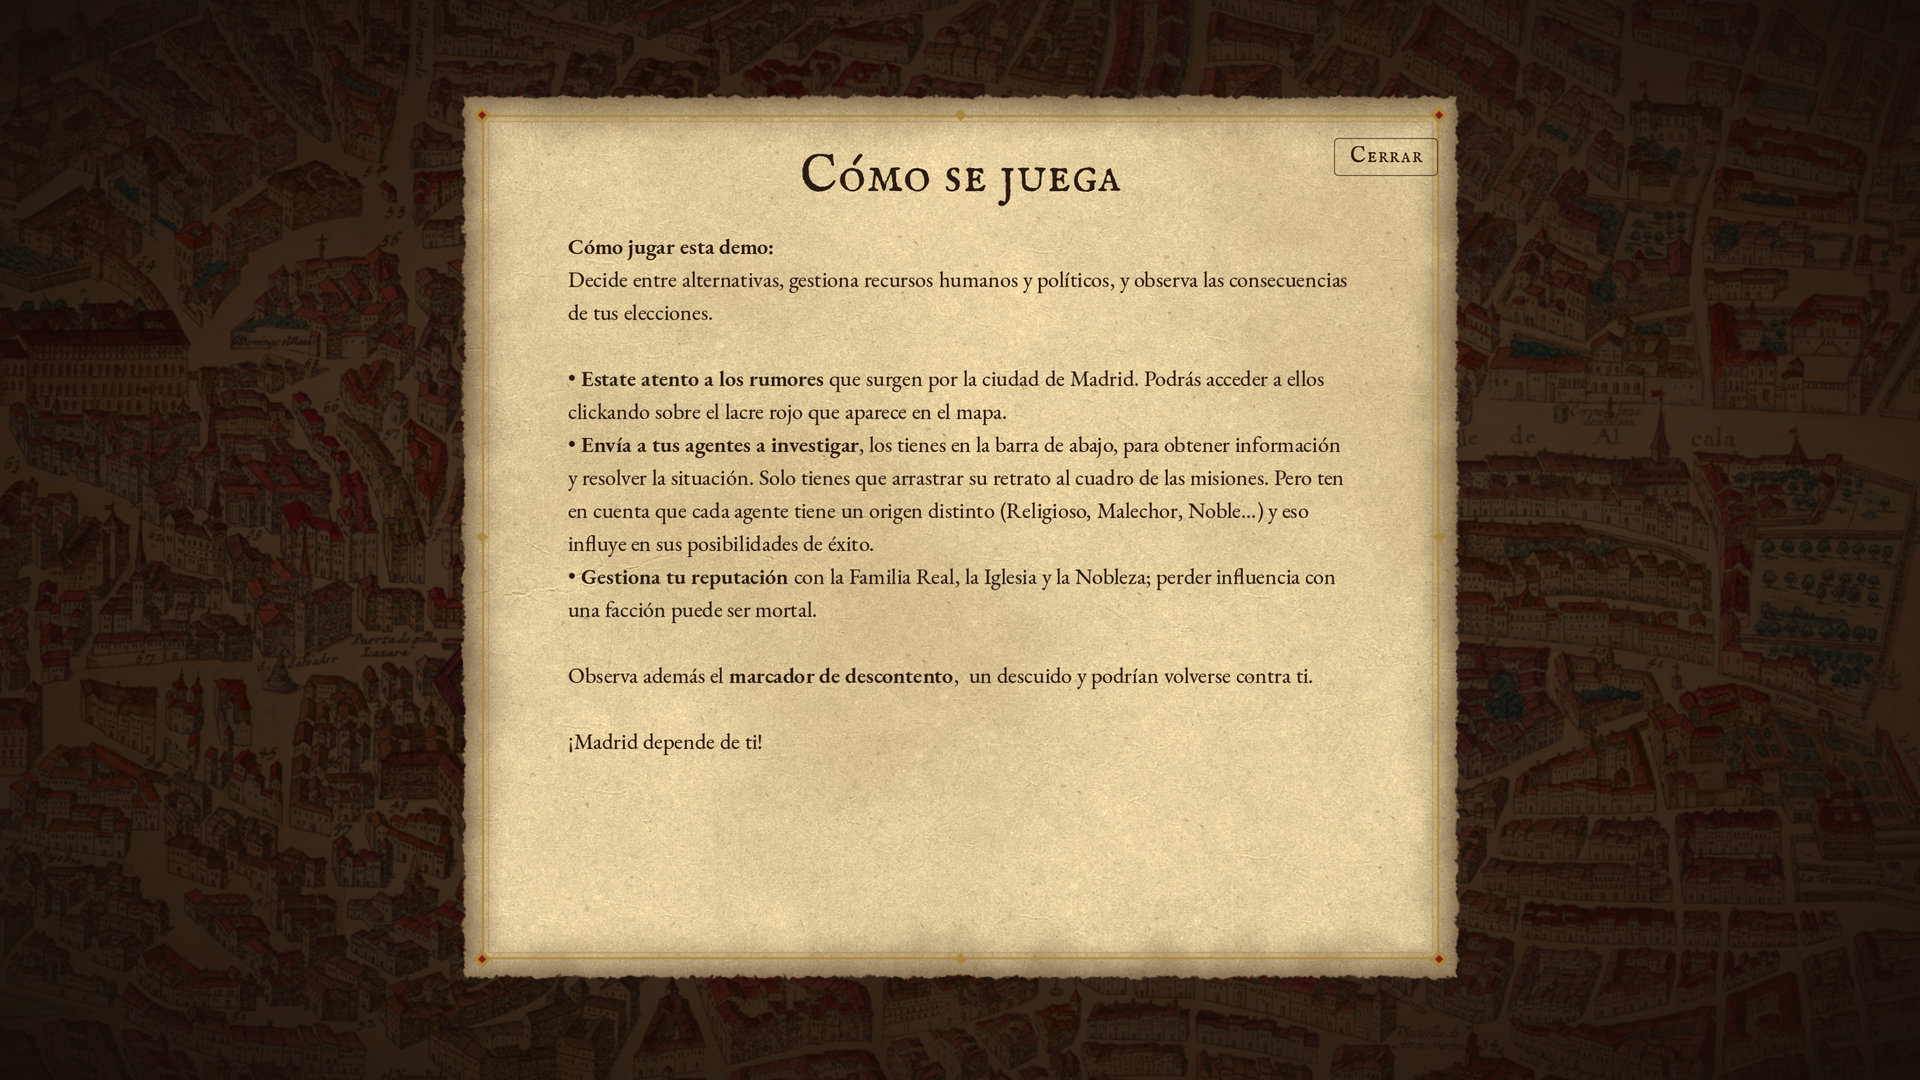 Cómo se juega
Cerrar
Cómo jugar esta demo:
Decide entre alternativas, gestiona recursos humanos y políticos, y observa las consecuencias
de tus elecciones.
• Estate atento a los rumores que surgen por la ciudad de Madrid. Podrás acceder a ellos
clickando sobre el lacre rojo que aparece en el mapa.
• Envía a tus agentes a investigar, los tienes en la barra de abajo, para obtener información
y resolver la situación. Solo tienes que arrastrar su retrato al cuadro de las misiones. Pero ten
en cuenta que cada agente tiene un origen distinto (Religioso, Malechor, Noble...) y eso
influye en sus posibilidades de éxito.
• Gestiona tu reputación con la Familia Real, la Iglesia y la Nobleza; perder influencia con
una facción puede ser mortal.
Observa además el marcador de descontento,  un descuido y podrían volverse contra ti.
¡Madrid depende de ti!
de Al cala